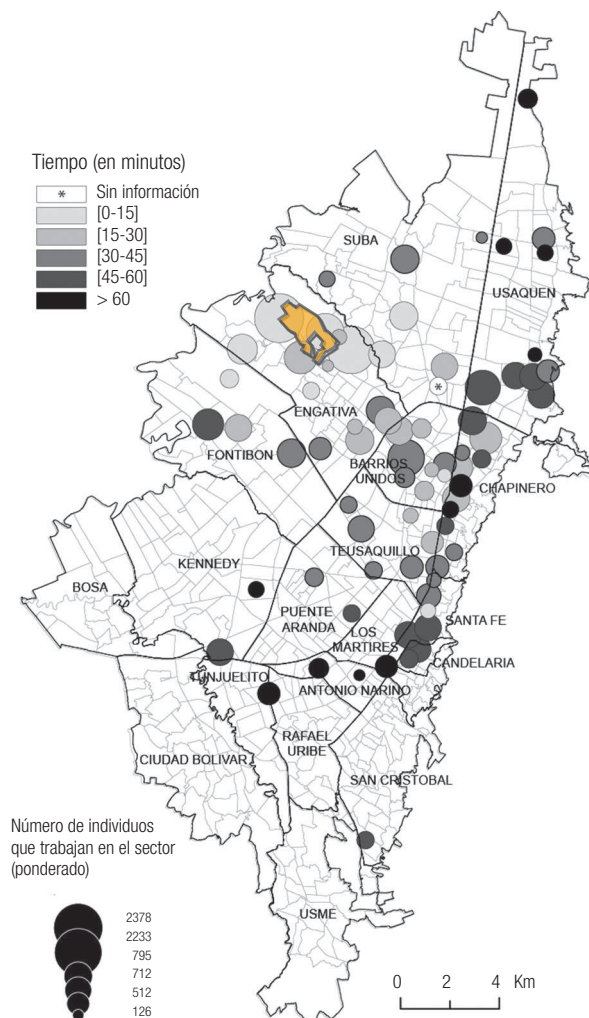 Tiempo (en minutos)
* Sin información
[0-15]
[15-30]
[30-45]
[45-60]
> 60
SUBA
USAQUEN
*
ENGATIVA
FONTIBON
BARRIOS
UNIDOS
CHAPINERO
TEUSAQUILLO
KENNEDY
BOSA
PUENTE
ARANDA
LOS
MARTIRES
SANTA FE
CANDELARIA
TUNJUELITO
ANTONIO NARIÑO
RAFAEL
URIBE
CIUDAD BOLIVAR
SAN CRISTOBAL
USME
Número de individuos
que trabajan en el sector
(ponderado)
2378
2233
795
712
512
126
0 2 4 Km